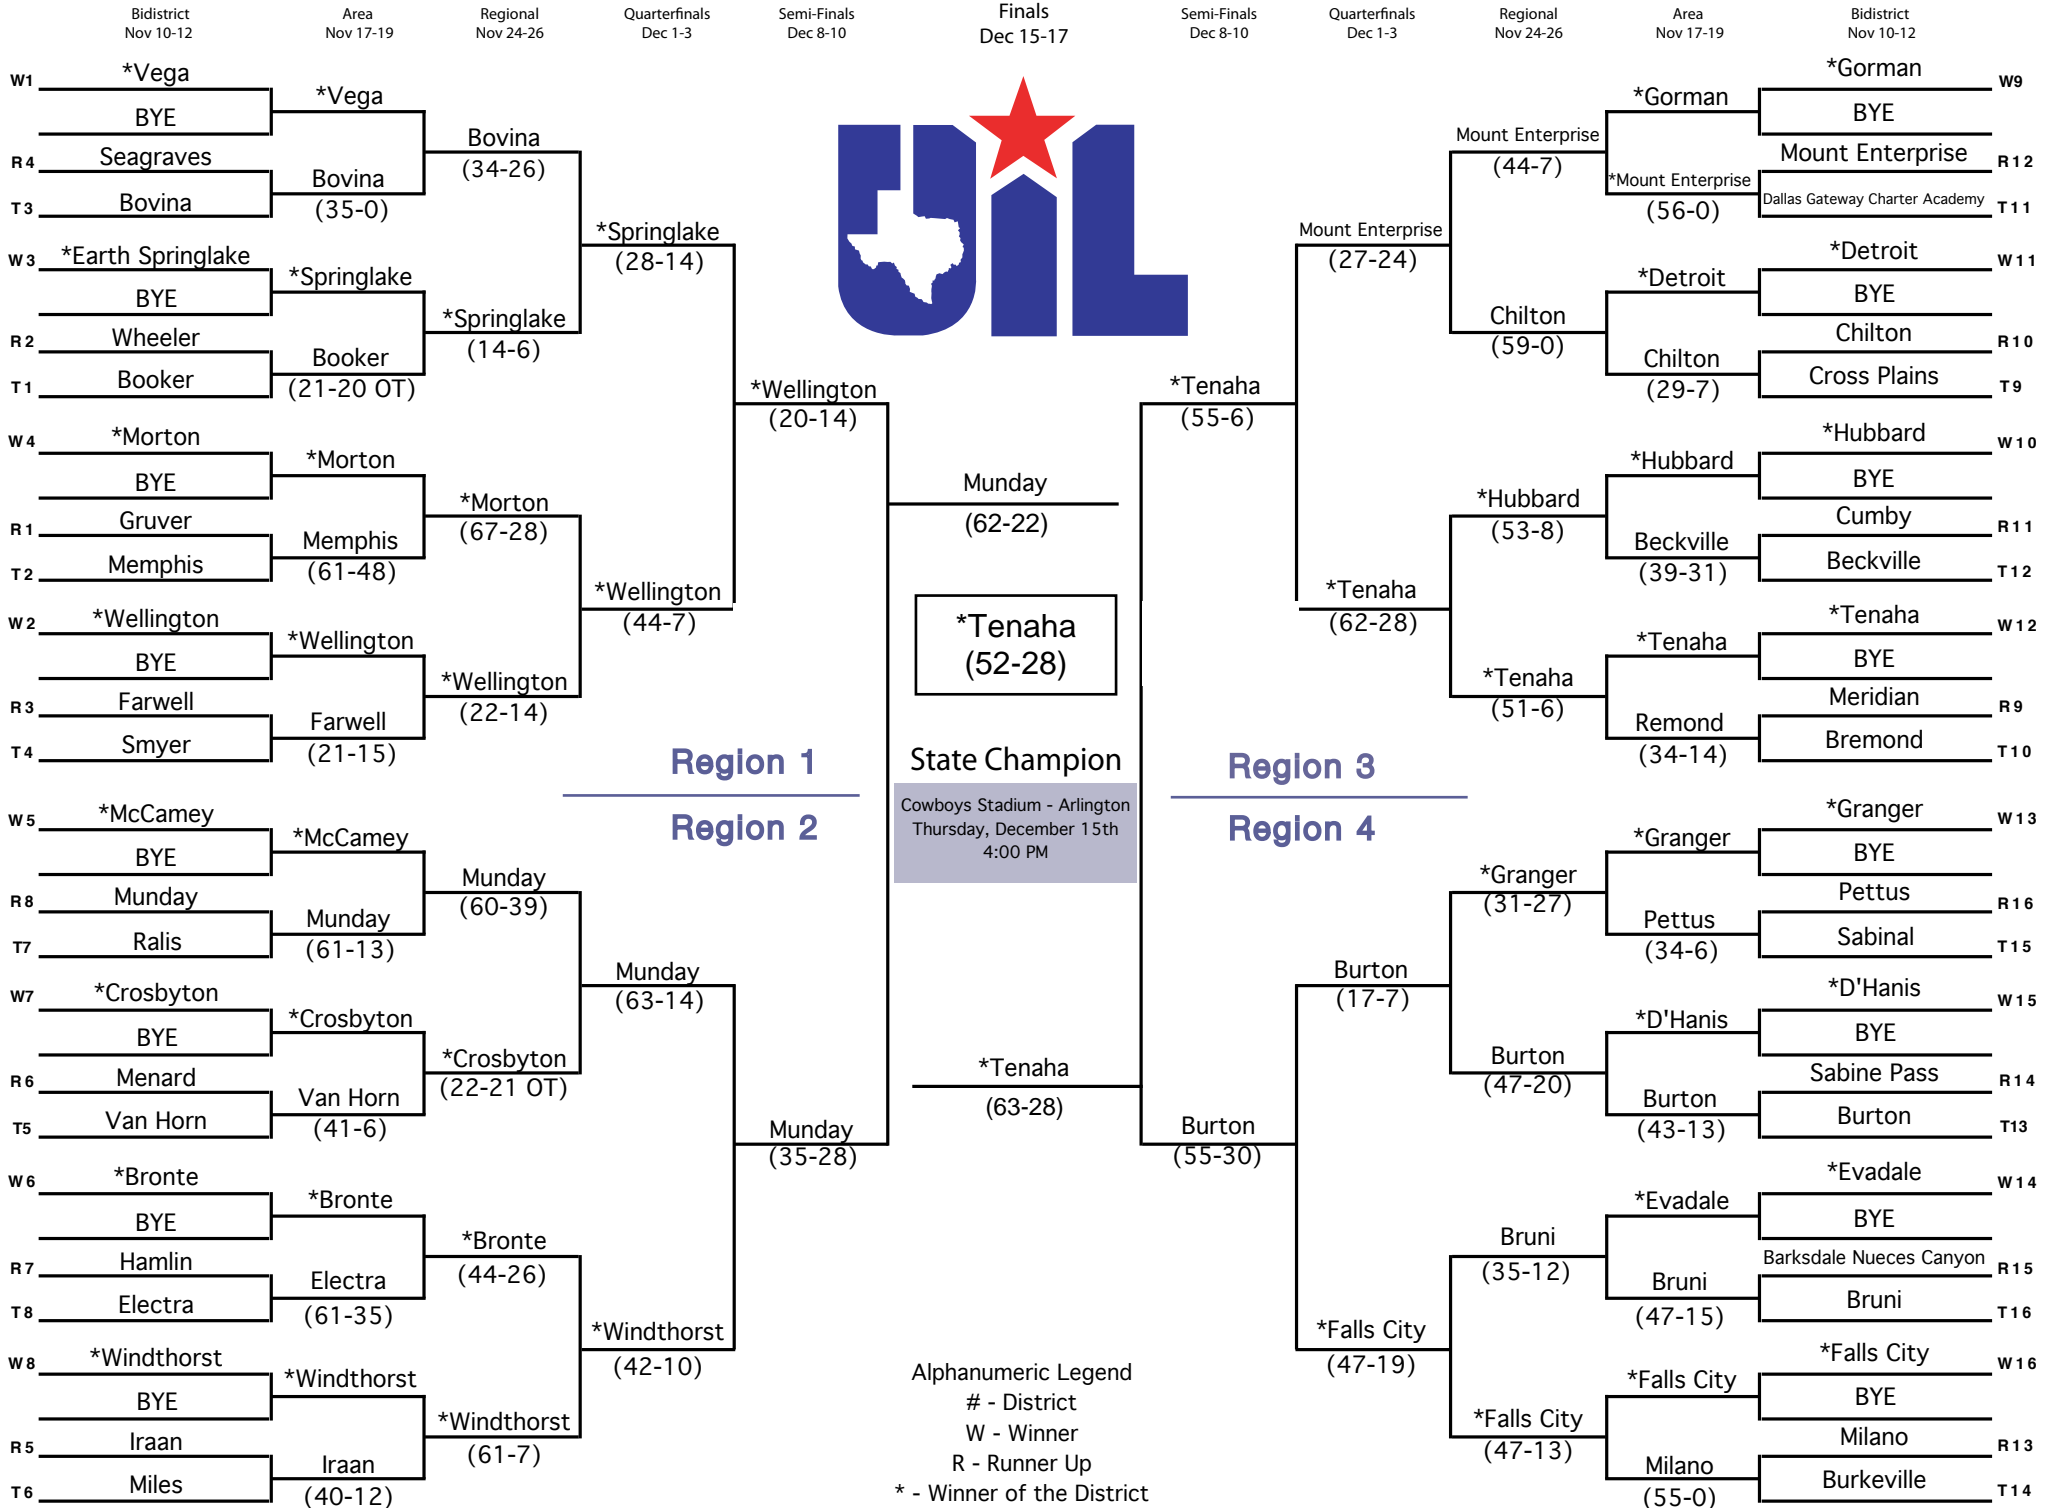 Bidistrict
Nov 10-12
Area
Nov 17-19
Regional
Nov 24-26
Quarterfinals
Dec 1-3
Semi-Finals
Dec 8-10
Finals
Dec 15-17
Semi-Finals
Dec 8-10
Quarterfinals
Dec 1-3
Regional
Nov 24-26
Area
Nov 17-19
Bidistrict
Nov 10-12
W1
*Vega
BYE
R4
Seagraves
T3
Bovina
W3
*Earth Springlake
BYE
R2
Wheeler
T1
Booker
W4
*Morton
BYE
R1
Gruver
T2
Memphis
W2
*Wellington
BYE
R3
Farwell
T4
Smyer
W5
*McCamey
BYE
R8
Munday
T7
Ralis
W7
*Crosbyton
BYE
R6
Menard
T5
Van Horn
W6
*Bronte
BYE
R7
Hamlin
T8
Electra
W8
*Windthorst
BYE
R5
Iraan
T6
Miles
*Vega
Bovina
(35-0)
*Springlake
Booker
(21-20 OT)
*Morton
Memphis
(61-48)
*Wellington
Farwell
(21-15)
*McCamey
Munday
(61-13)
*Crosbyton
Van Horn
(41-6)
*Bronte
Electra
(61-35)
*Windthorst
Iraan
(40-12)
Bovina
(34-26)
*Springlake
(14-6)
*Morton
(67-28)
*Wellington
(22-14)
Munday
(60-39)
*Crosbyton
(22-21 OT)
*Bronte
(44-26)
*Windthorst
(61-7)
*Springlake
(28-14)
*Wellington
(44-7)
Munday
(63-14)
*Windthorst
(42-10)
*Wellington
(20-14)
Munday
(35-28)
Region 1
Region 2
UIL
Munday
(62-22)
*Tenaha
(52-28)
State Champion
Cowboys Stadium - Arlington
Thursday, December 15th
4:00 PM
*Tenaha
(63-28)
Alphanumeric Legend
# - District
W - Winner
R - Runner Up
* - Winner of the District
Region 3
Region 4
*Tenaha
(55-6)
Burton
(55-30)
Mount Enterprise
(27-24)
*Tenaha
(62-28)
Burton
(17-7)
*Falls City
(47-19)
Mount Enterprise
(44-7)
Chilton
(59-0)
*Hubbard
(53-8)
*Tenaha
(51-6)
*Granger
(31-27)
Burton
(47-20)
Bruni
(35-12)
*Falls City
(47-13)
*Gorman
*Mount Enterprise
(56-0)
*Detroit
Chilton
(29-7)
*Hubbard
Beckville
(39-31)
*Tenaha
Remond
(34-14)
*Granger
Pettus
(34-6)
*D'Hanis
Burton
(43-13)
*Evadale
Bruni
(47-15)
*Falls City
Milano
(55-0)
*Gorman
W9
BYE
Mount Enterprise
R12
Dallas Gateway Charter Academy
T11
*Detroit
W11
BYE
Chilton
R10
Cross Plains
T9
*Hubbard
W10
BYE
Cumby
R11
Beckville
T12
*Tenaha
W12
BYE
Meridian
R9
Bremond
T10
*Granger
W13
BYE
Pettus
R16
Sabinal
T15
*D'Hanis
W15
BYE
Sabine Pass
R14
Burton
T13
*Evadale
W14
BYE
Barksdale Nueces Canyon
R15
Bruni
T16
*Falls City
W16
BYE
Milano
R13
Burkeville
T14